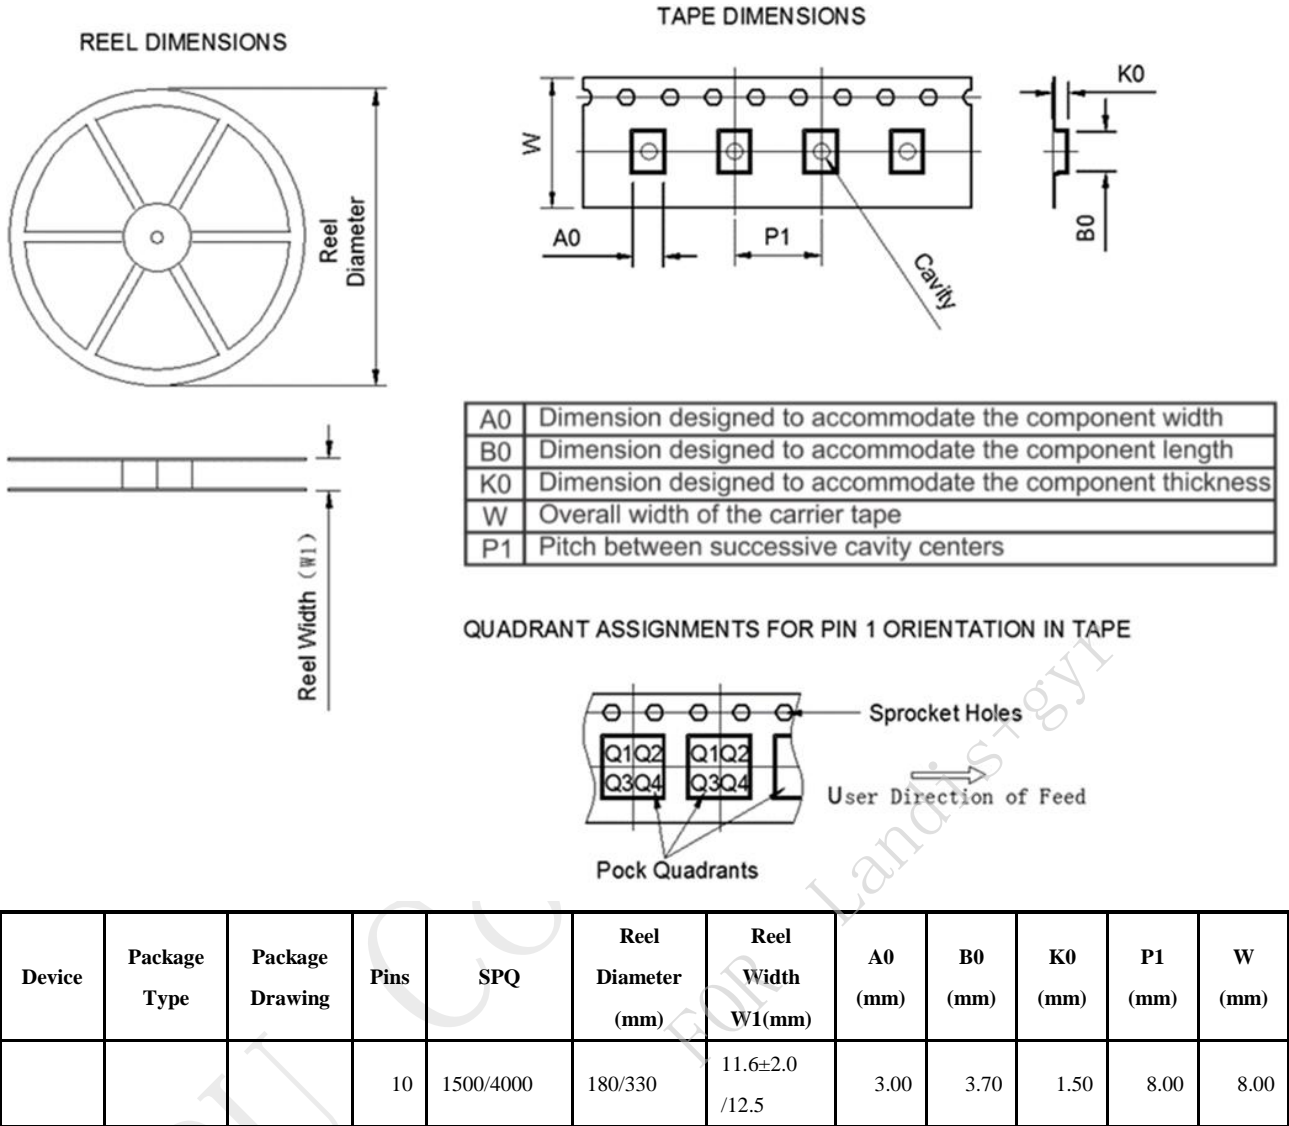 REEL DIMENSIONS
TAPE DIMENSIONS
Reel
Diameter
W
A0
P1
Cavity
K0
B0
Reel Width (W1)
A0 Dimension designed to accommodate the component width
B0 Dimension designed to accommodate the component length
K0 Dimension designed to accommodate the component thickness
W Overall width of the carrier tape
P1 Pitch between successive cavity centers
QUADRANT ASSIGNMENTS FOR PIN 1 ORIENTATION IN TAPE
Sprocket Holes
Q1 Q2 Q1 Q2
Q3 Q4 Q3 Q4
User Direction of Feed
Pock Quadrants
FOR Landis+gyr
Device Package Type Package Drawing Pins SPQ Reel Diameter (mm) Reel Width W1(mm) A0 (mm) B0 (mm) K0 (mm) P1 (mm) W (mm)
10 1500/4000 180/330 11.6±2.0 /12.5 3.00 3.70 1.50 8.00 8.00